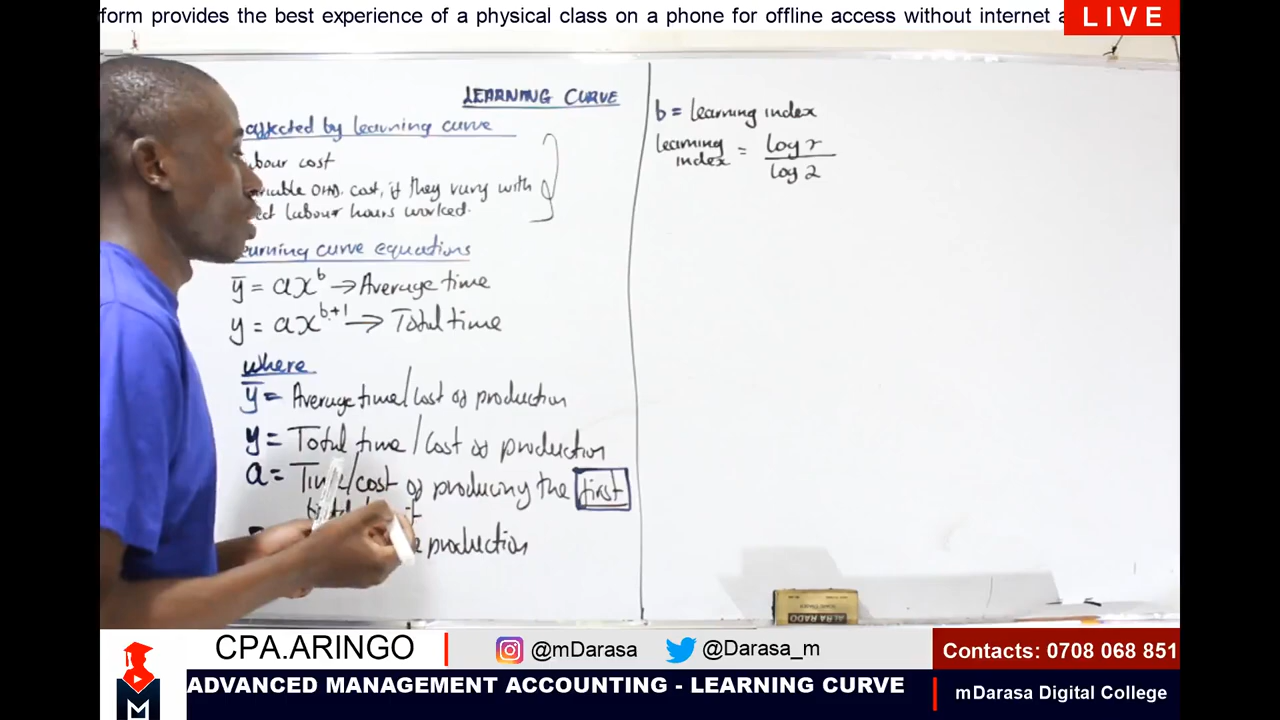 form provides the best experience of a physical class on a phone for offline access without internet a
LIVE
LEARNING CURVE
affected by learning curve
labour cost
variable OHD. cost, if they vary with
labour hours worked.
learning curve equations
y̅ = ax^b → Average time
y = ax^b+1 → Total time
where
y̅ = Average time/cost of production
y = Total time/cost of production
a = Time/cost of producing the first
production
b = learning index
learning index = log r / log 2
CPA.ARINGO
@mDarasa
@Darasa_m
Contacts: 0708 068 851
ADVANCED MANAGEMENT ACCOUNTING - LEARNING CURVE
mDarasa Digital College